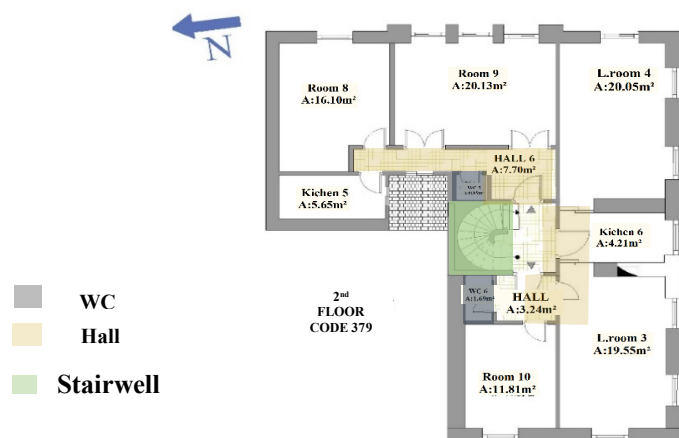 N
Room 8
A:16.10m²
Room 9
A:20.13m²
L.room 4
A:20.05m²
HALL 6
A:7.70m²
WC 5
Kichen 5
A:5.65m²
Kichen 6
A:4.21m²
2nd
FLOOR
CODE 379
WC 6
A:1.69m²
HALL
A:3.24m²
L.room 3
A:19.55m²
Room 10
A:11.81m²
WC
Hall
Stairwell